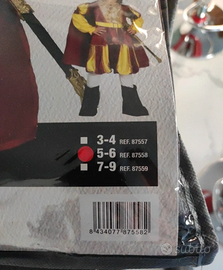 3-4 REF. 87557
5-6 REF. 87558
7-9 REF. 87559
8 434077 875582
subito